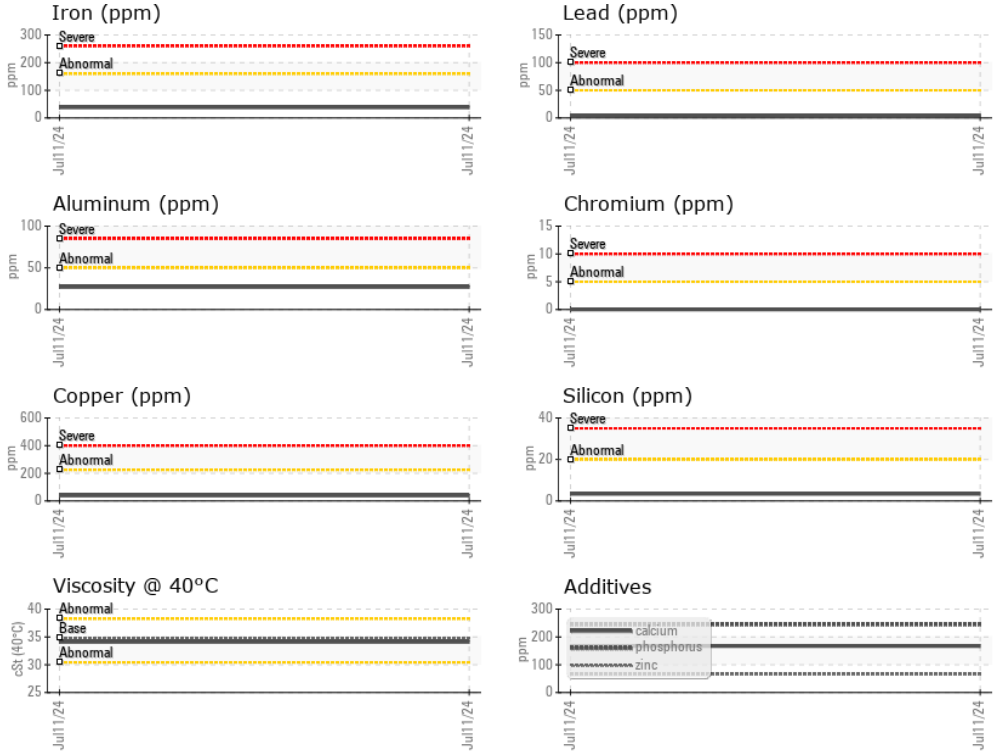 Iron (ppm)
300
200
100
0
ppm
Severe
Abnormal
Jul11/24
Jul11/24
Lead (ppm)
150
100
50
0
ppm
Severe
Abnormal
Jul11/24
Jul11/24
Aluminum (ppm)
100
50
0
ppm
Severe
Abnormal
Jul11/24
Jul11/24
Chromium (ppm)
15
10
5
0
ppm
Severe
Abnormal
Jul11/24
Jul11/24
Copper (ppm)
600
400
200
0
ppm
Severe
Abnormal
Jul11/24
Jul11/24
Silicon (ppm)
40
20
0
ppm
Severe
Abnormal
Jul11/24
Jul11/24
Viscosity @ 40°C
40
35
30
25
cSt (40°C)
Abnormal
Base
Abnormal
Jul11/24
Jul11/24
Additives
300
200
100
0
ppm
calcium
phosphorus
zinc
Jul11/24
Jul11/24